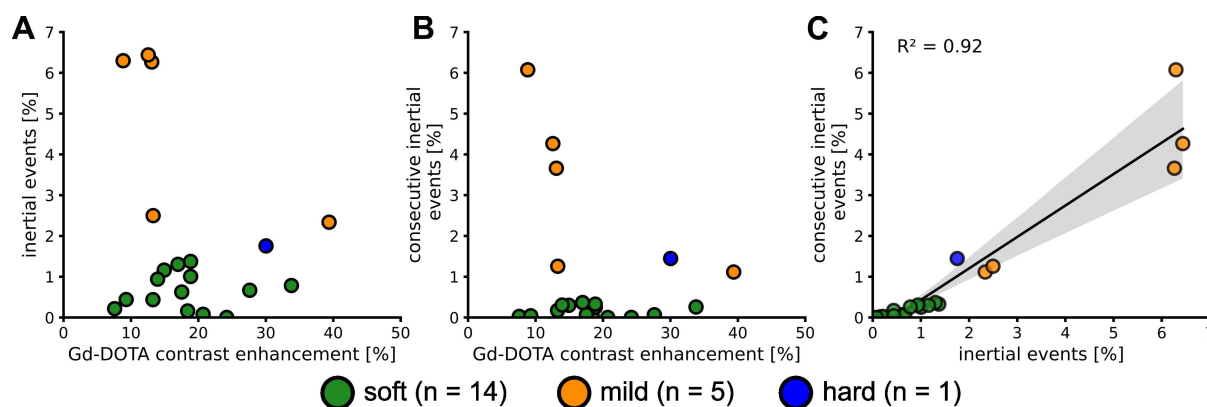 A
B
C
7
6
5
4
3
2
1
0
inertial events [%]
0
10
20
30
40
50
Gd-DOTA contrast enhancement [%]
7
6
5
4
3
2
1
0
consecutive inertial
events [%]
0
10
20
30
40
50
Gd-DOTA contrast enhancement [%]
R² = 0.92
7
6
5
4
3
2
1
0
consecutive inertial
events [%]
0
1
2
3
4
5
6
inertial events [%]
soft (n = 14)
mild (n = 5)
hard (n = 1)